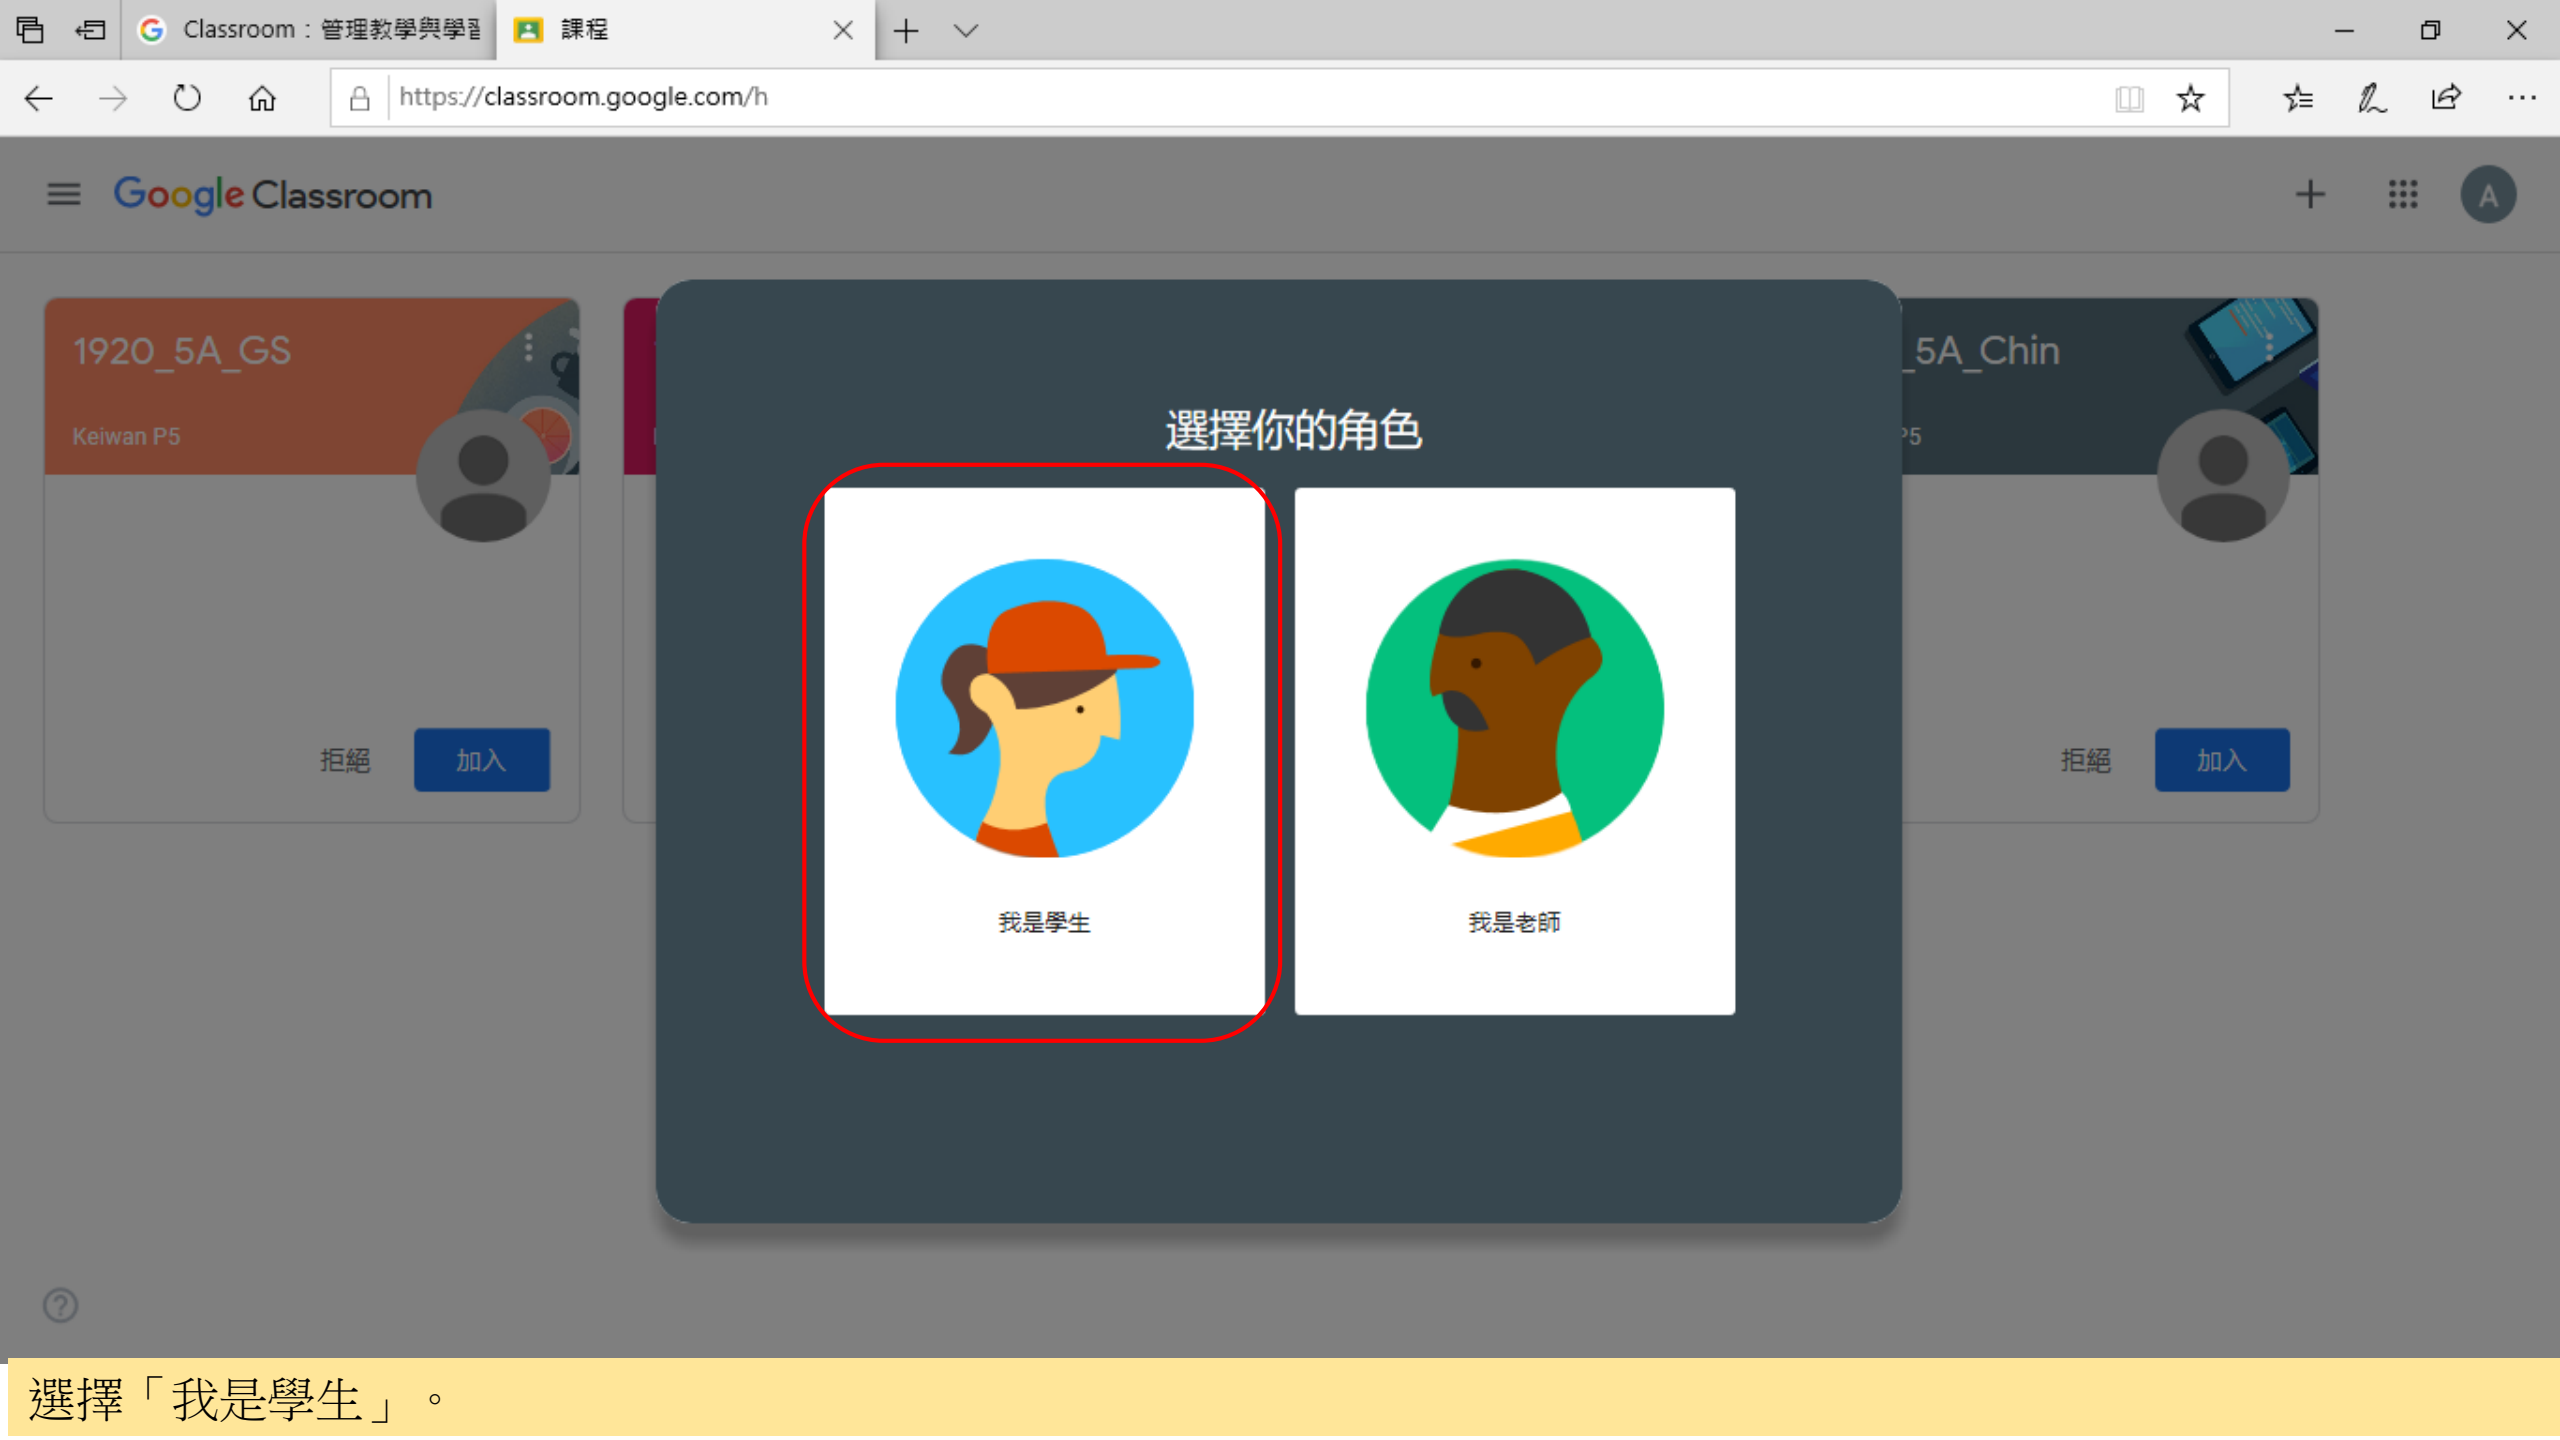 Classroom：管理教學與學習
課程
https://classroom.google.com/h
Google Classroom
A
1920_5A_GS
Keiwan P5
拒絕
加入
選擇你的角色
我是學生
我是老師
_5A_Chin
P5
拒絕
加入
選擇「我是學生」。